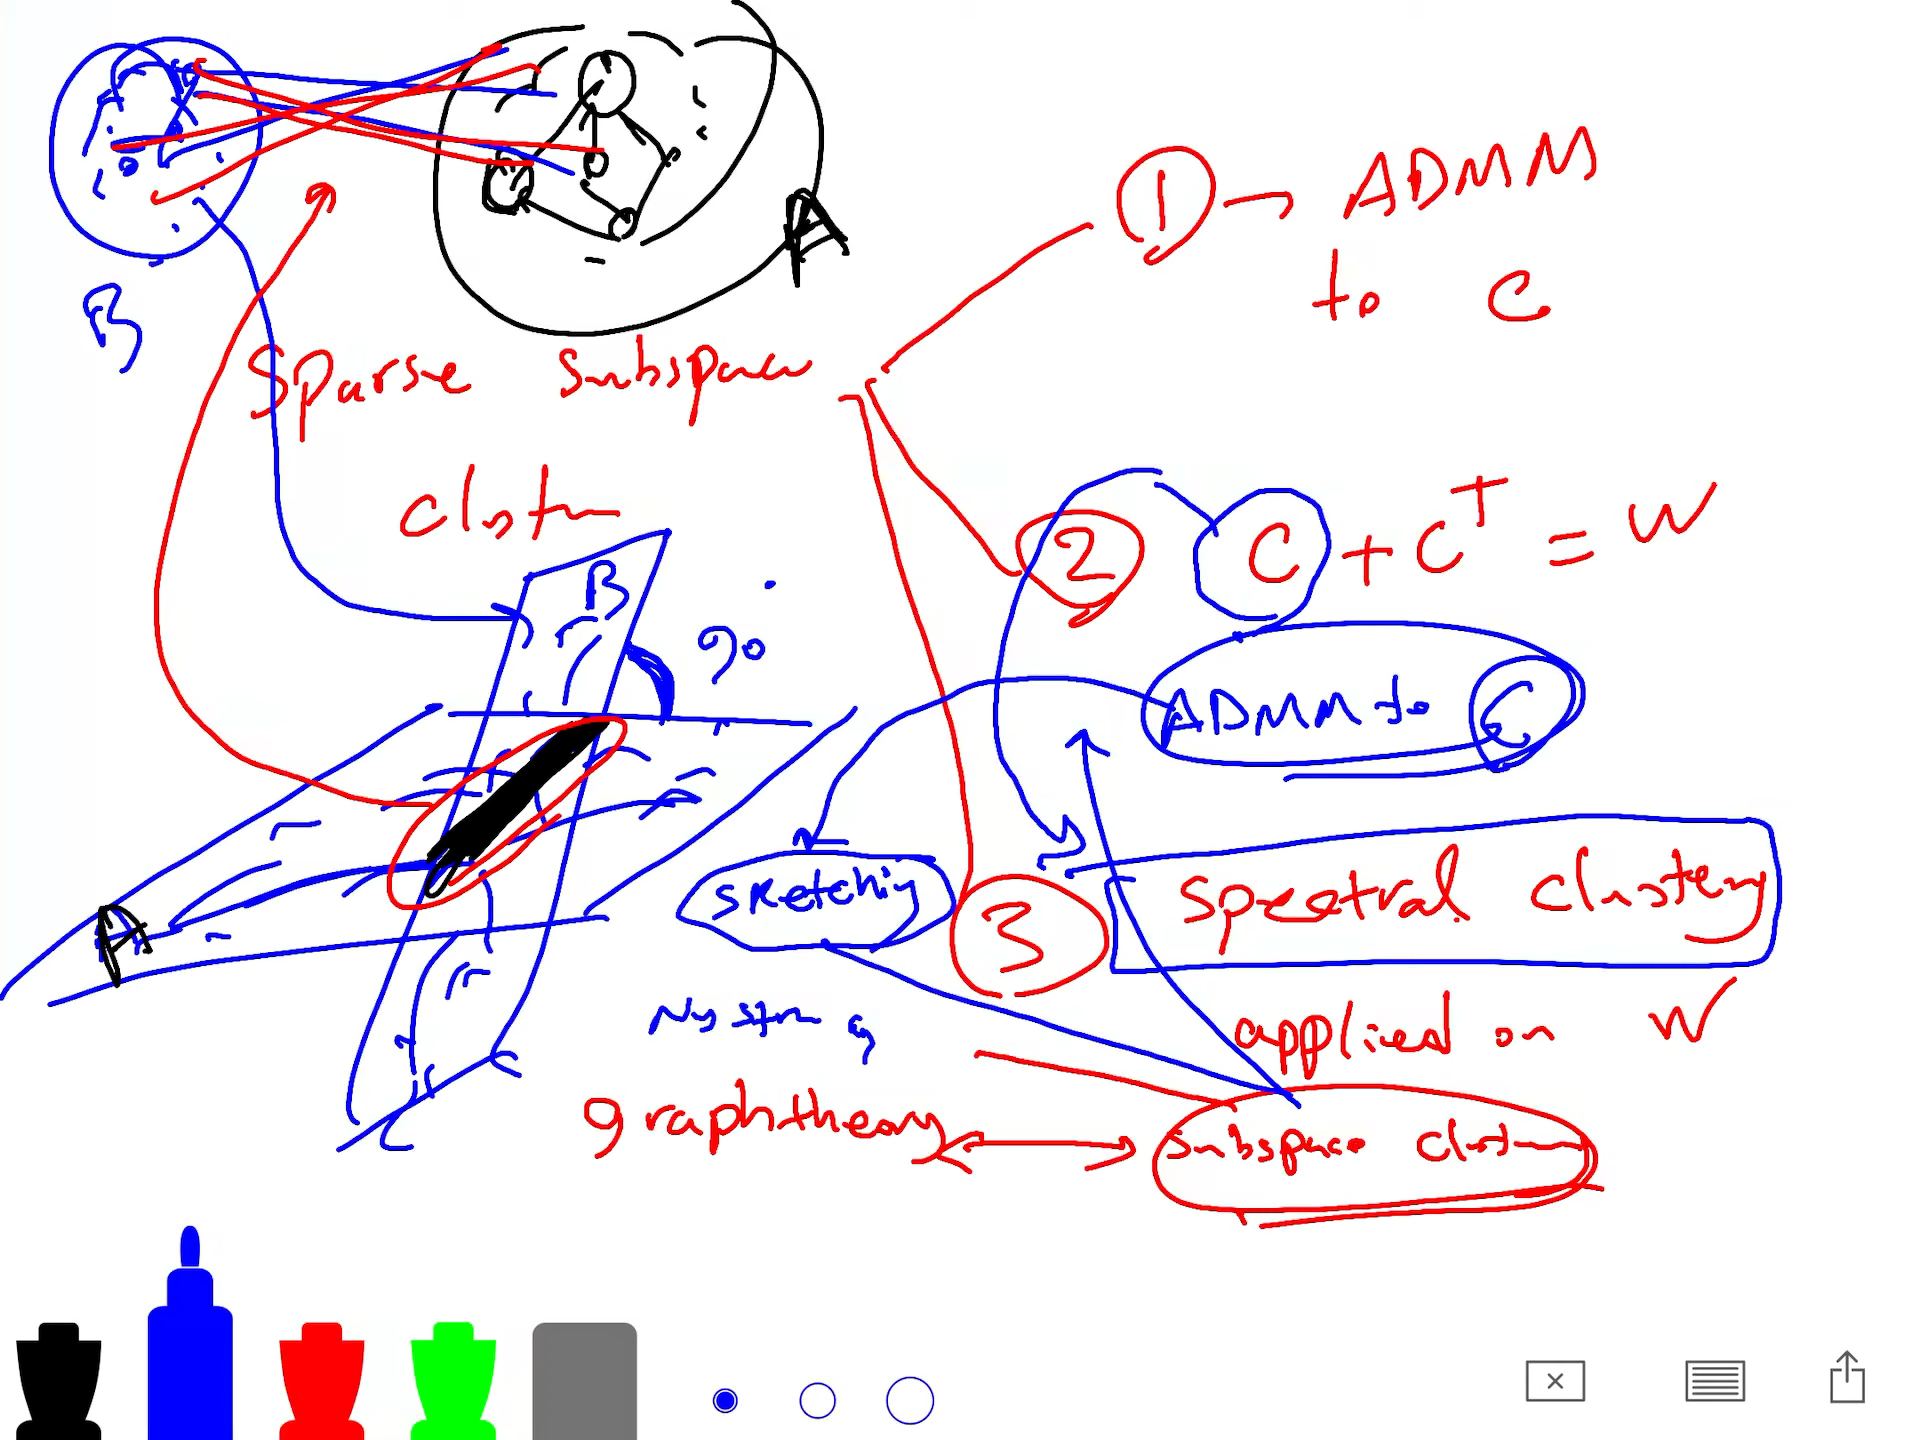 A
B
Sparse subspace
clustr
1 → ADMM
to C
2 C + C^T = W
B
90
ADMM to C
A
sketching
3 spectral clustering
applied on W
graph theory
subspace clustr